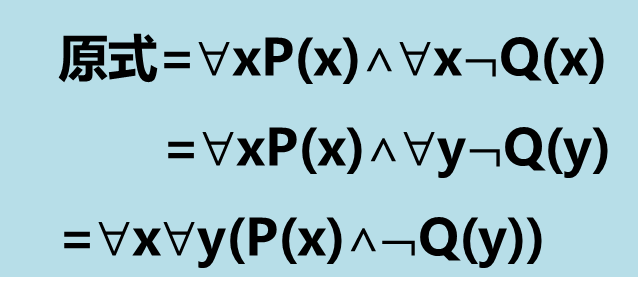 原式=∀xP(x)∧∀x¬Q(x)
=∀xP(x)∧∀y¬Q(y)
=∀x∀y(P(x)∧¬Q(y))